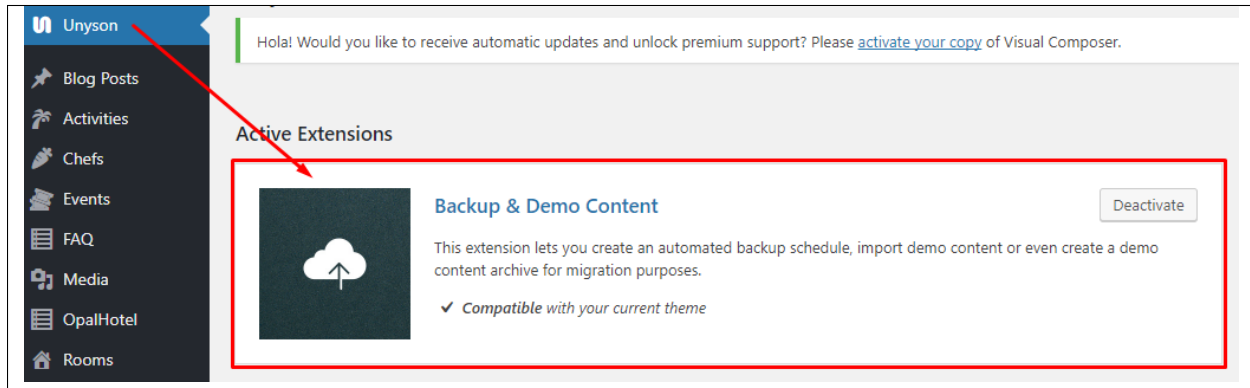 Unyson
Hola! Would you like to receive automatic updates and unlock premium support? Please activate your copy of Visual Composer.
Blog Posts
Activities
Chefs
Events
FAQ
Media
OpalHotel
Rooms
Active Extensions
Backup & Demo Content
Deactivate
This extension lets you create an automated backup schedule, import demo content or even create a demo
content archive for migration purposes.
✔ Compatible with your current theme